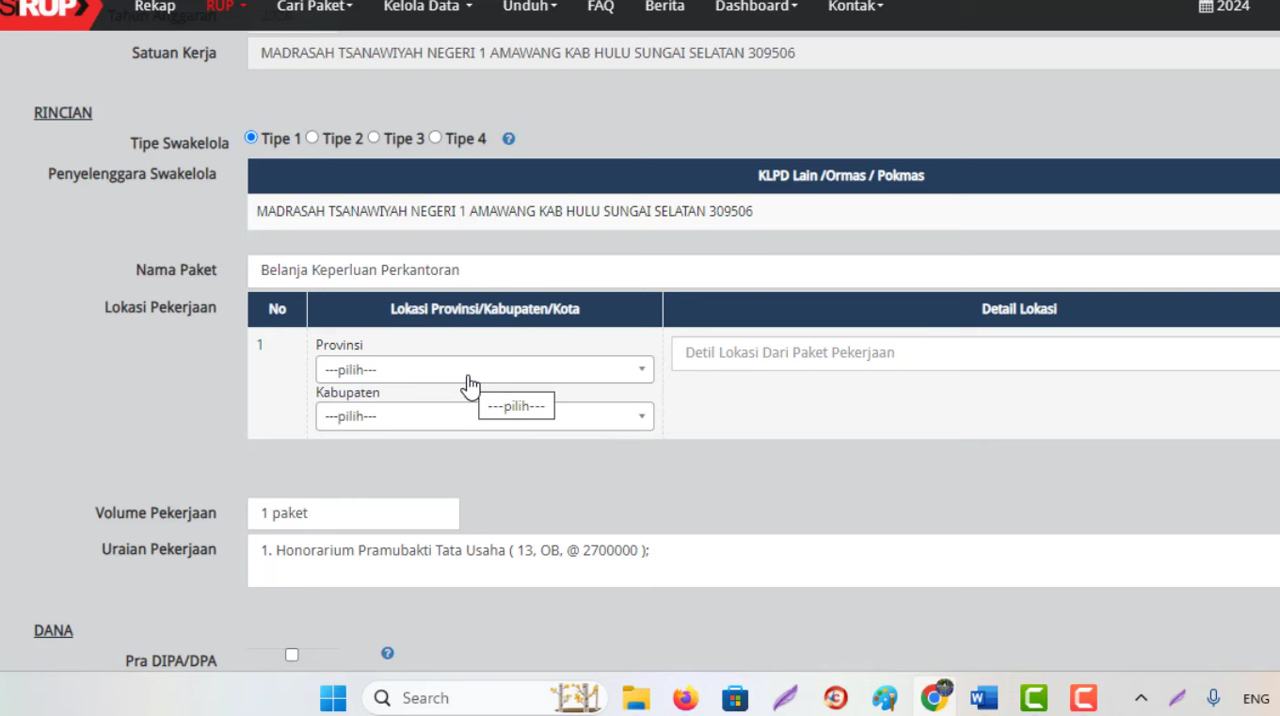 SiRUP Rekap RUP Cari Paket Kelola Data Unduh FAQ Berita Dashboard Kontak 2024
Tahun Anggaran
Satuan Kerja MADRASAH TSANAWIYAH NEGERI 1 AMAWANG KAB HULU SUNGAI SELATAN 309506
RINCIAN
Tipe Swakelola Tipe 1 Tipe 2 Tipe 3 Tipe 4 ?
Penyelenggara Swakelola KLPD Lain /Ormas / Pokmas
MADRASAH TSANAWIYAH NEGERI 1 AMAWANG KAB HULU SUNGAI SELATAN 309506
Nama Paket Belanja Keperluan Perkantoran
Lokasi Pekerjaan No Lokasi Provinsi/Kabupaten/Kota Detail Lokasi
1 Provinsi
---pilih--- Detil Lokasi Dari Paket Pekerjaan
Kabupaten
---pilih---
---pilih---
Volume Pekerjaan 1 paket
Uraian Pekerjaan 1. Honorarium Pramubakti Tata Usaha ( 13, OB, @ 2700000 );
DANA
Pra DIPA/DPA ?
Search ENG